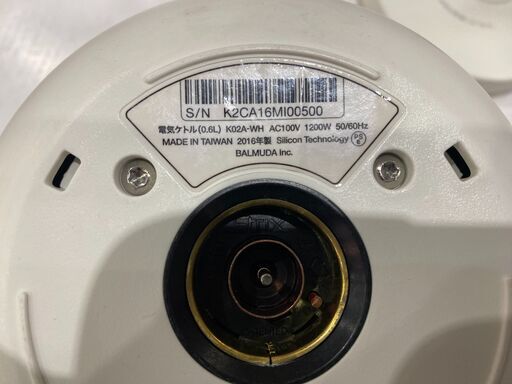 S/N K2CA16MI00500
電気ケトル(0.6L) K02A-WH AC100V 1200W 50/60Hz
MADE IN TAIWAN 2016年製 Silicon Technology PS E
BALMUDA Inc.